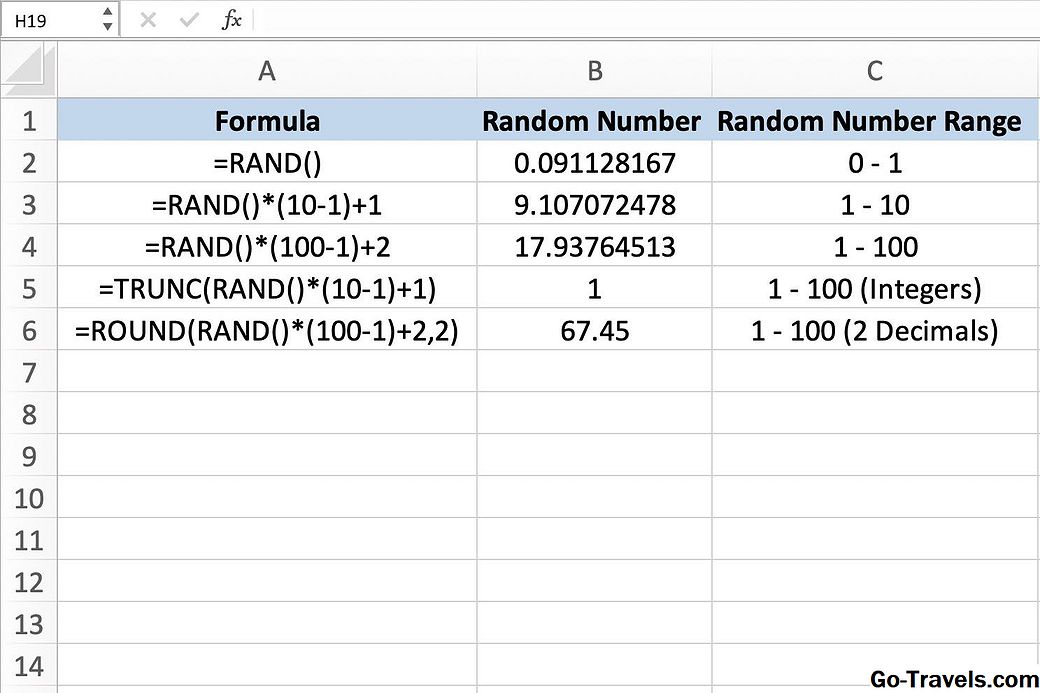 H19 fx
A B C
1 Formula Random Number Random Number Range
2 =RAND() 0.091128167 0 - 1
3 =RAND()*(10-1)+1 9.107072478 1 - 10
4 =RAND()*(100-1)+2 17.93764513 1 - 100
5 =TRUNC(RAND()*(10-1)+1) 1 1 - 100 (Integers)
6 =ROUND(RAND()*(100-1)+2,2) 67.45 1 - 100 (2 Decimals)
7
8
9
10
11
12
13
14
Go-Travels.com